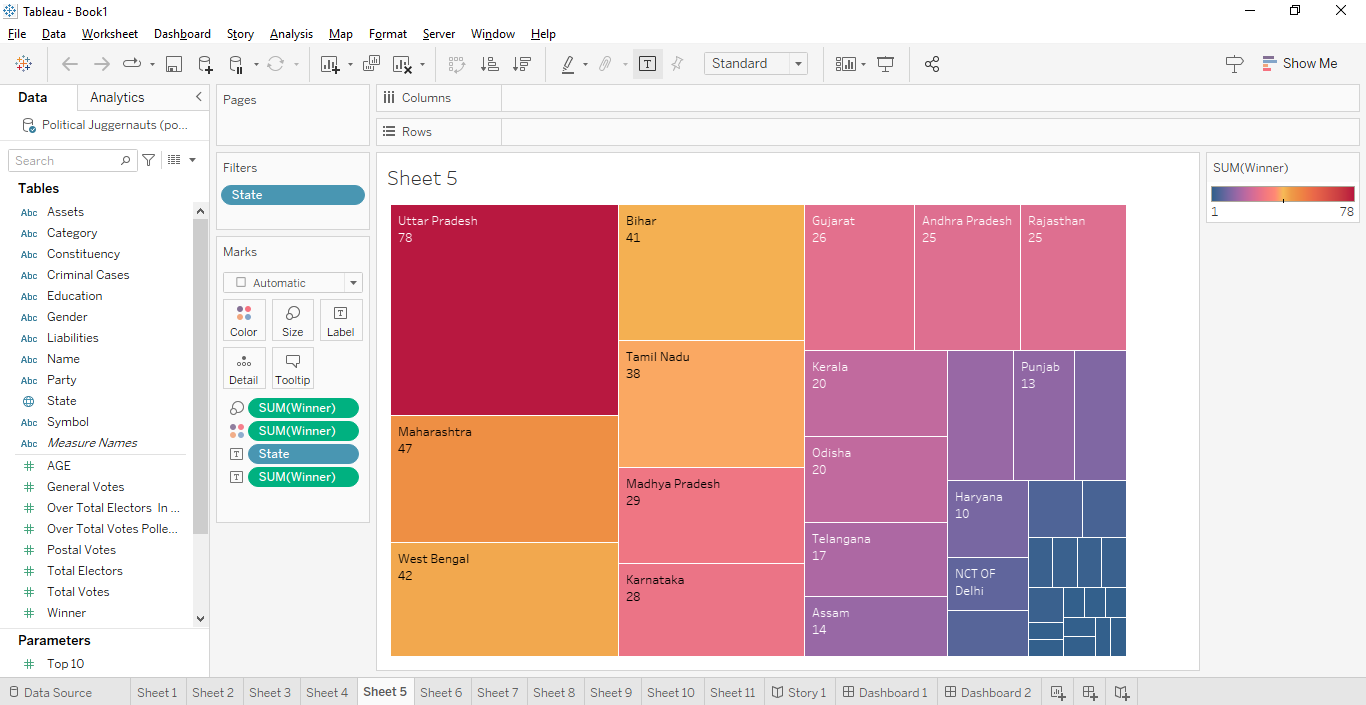 Tableau - Book1
File Data Worksheet Dashboard Story Analysis Map Format Server Window Help
Standard
Show Me
Data Analytics
Political Juggernauts (po...
Search
Tables
Abc Assets
Abc Category
Abc Constituency
Abc Criminal Cases
Abc Education
Abc Gender
Abc Liabilities
Abc Name
Abc Party
State
Abc Symbol
Abc Measure Names
# AGE
# General Votes
# Over Total Electors In ...
# Over Total Votes Polle...
# Postal Votes
# Total Electors
# Total Votes
# Winner
Parameters
# Top 10
Pages
Filters
State
Marks
Automatic
Color Size Label
Detail Tooltip
SUM(Winner)
SUM(Winner)
State
SUM(Winner)
Columns
Rows
Sheet 5
Uttar Pradesh
78
Maharashtra
47
West Bengal
42
Bihar
41
Tamil Nadu
38
Madhya Pradesh
29
Karnataka
28
Gujarat
26
Andhra Pradesh
25
Rajasthan
25
Kerala
20
Odisha
20
Telangana
17
Assam
14
Punjab
13
Haryana
10
NCT OF
Delhi
SUM(Winner)
1 78
Data Source Sheet 1 Sheet 2 Sheet 3 Sheet 4 Sheet 5 Sheet 6 Sheet 7 Sheet 8 Sheet 9 Sheet 10 Sheet 11 Story 1 Dashboard 1 Dashboard 2